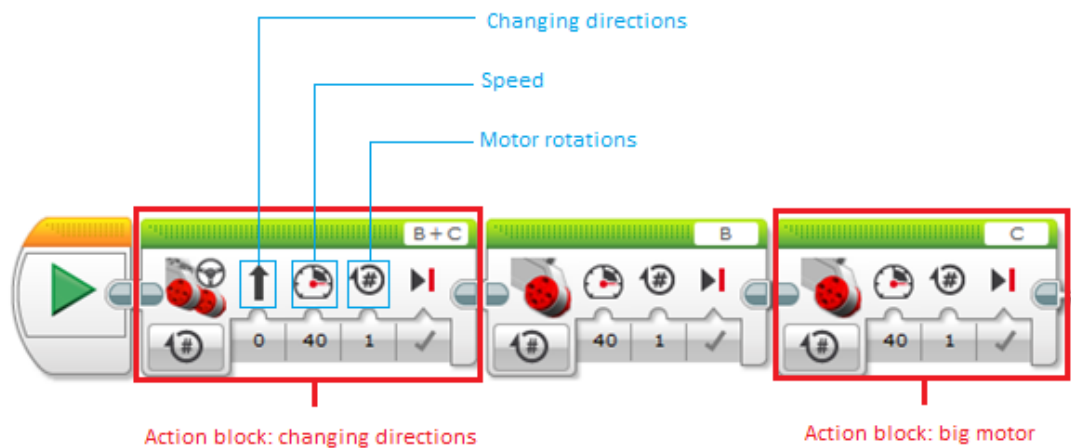 Changing directions
Speed
Motor rotations
B+C
B
C
#
#
#
0 40 1
40 1
40 1
#
#
#
Action block: changing directions
Action block: big motor